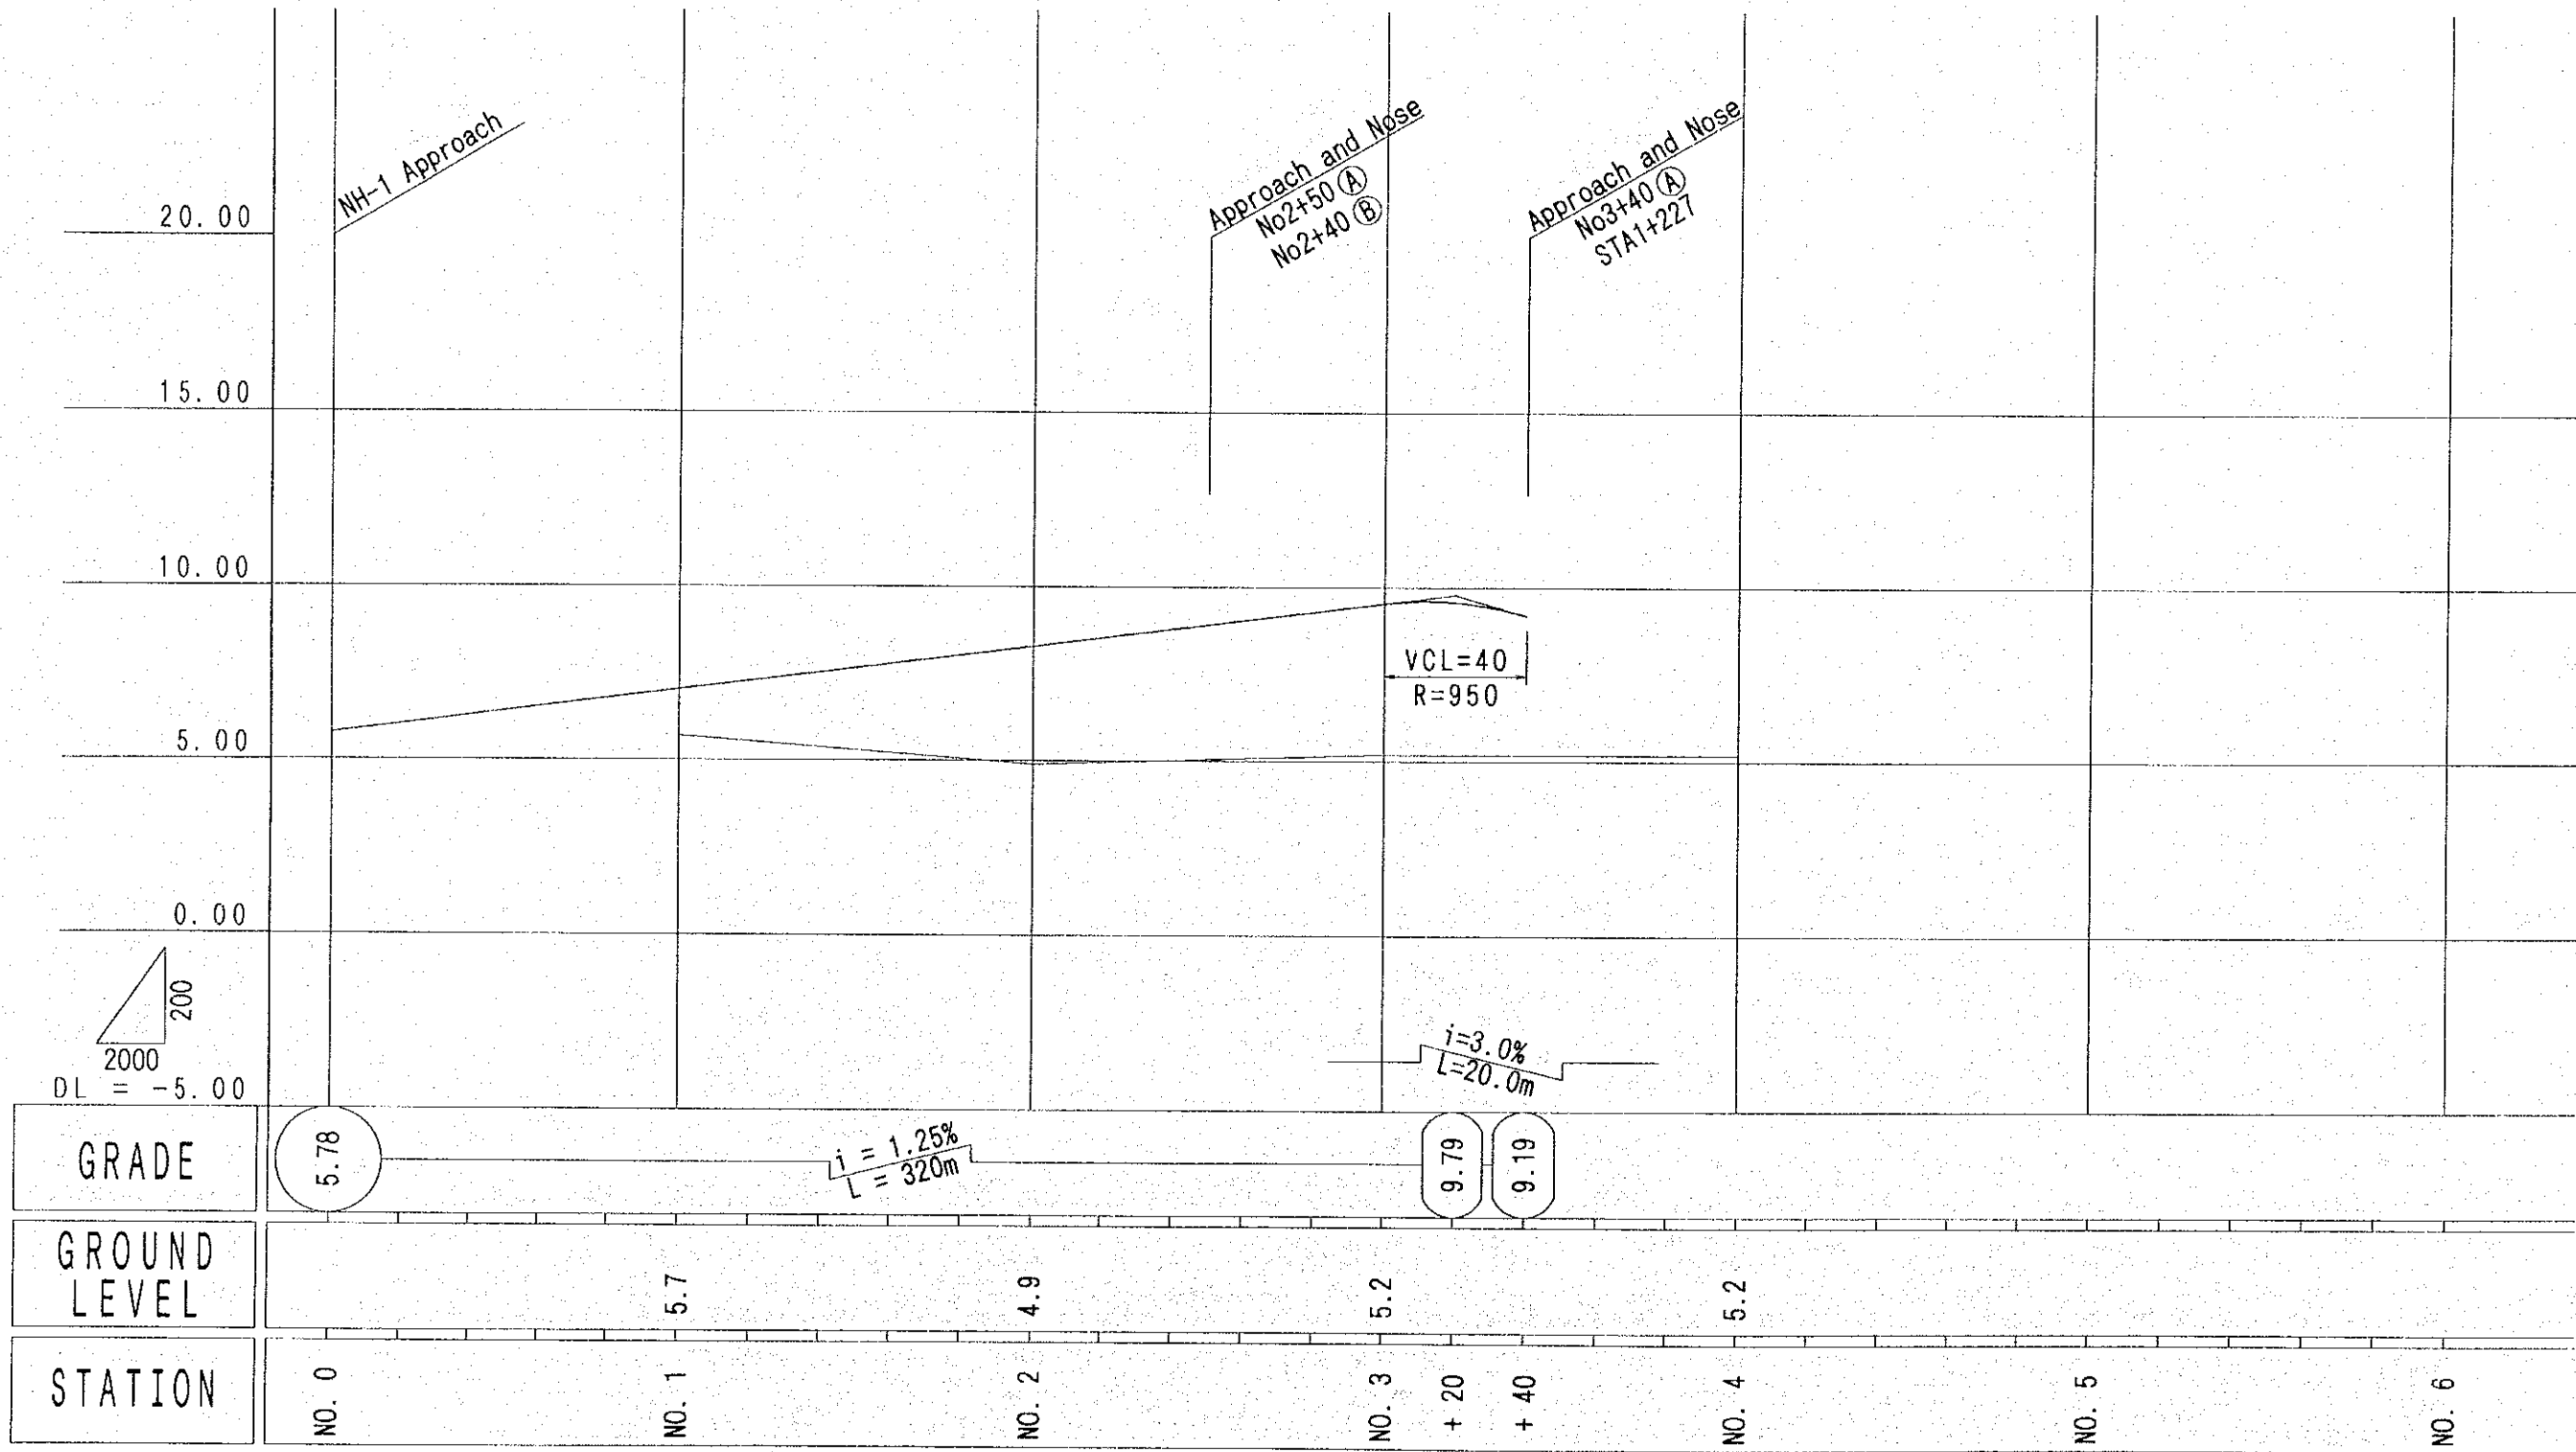 NH-1 Approach
Approach and Nose
No2+50 Ⓐ
No2+40 Ⓑ
Approach and Nose
No3+40 Ⓐ
STA1+227
20.00
15.00
10.00
5.00
0.00
VCL=40
R=950
200
2000
DL = -5.00
i=3.0%
L=20.0m
GRADE
5.78
i = 1.25%
L = 320m
9.79
9.19
GROUND
LEVEL
5.7
4.9
5.2
5.2
STATION
NO. 0
NO. 1
NO. 2
NO. 3
+ 20
+ 40
NO. 4
NO. 5
NO. 6